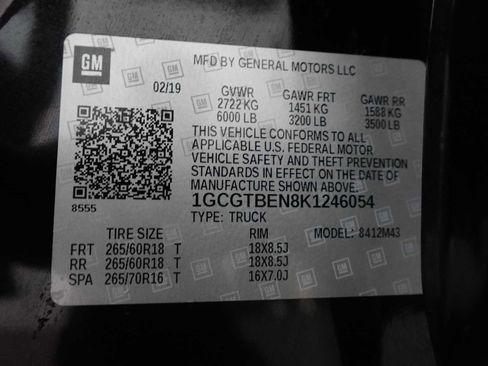 GM
MFD BY GENERAL MOTORS LLC
02/19
GVWR GAWR FRT GAWR RR
2722 KG 1451 KG 1588 KG
6000 LB 3200 LB 3500 LB
THIS VEHICLE CONFORMS TO ALL
APPLICABLE U.S. FEDERAL MOTOR
VEHICLE SAFETY AND THEFT PREVENTION
STANDARDS IN EFFECT ON THE DATE OF
MANUFACTURE SHOWN ABOVE.
8555
1GCGTBEN8K1246054
TYPE: TRUCK MODEL: 8412M43
TIRE SIZE RIM
FRT 265/60R18 T 18X8.5J
RR 265/60R18 T 18X8.5J
SPA 265/70R16 T 16X7.0J